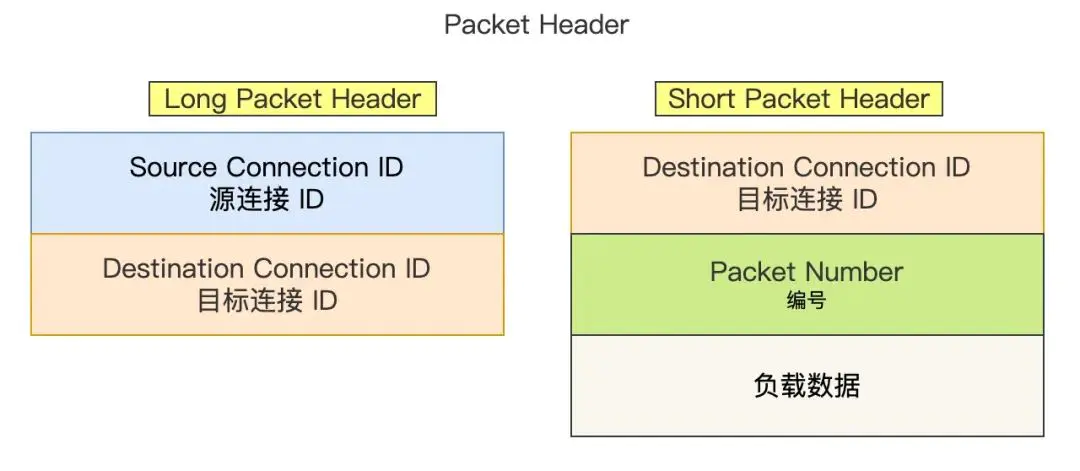 Packet Header
Long Packet Header
Source Connection ID
源连接 ID
Destination Connection ID
目标连接 ID
Short Packet Header
Destination Connection ID
目标连接 ID
Packet Number
编号
负载数据